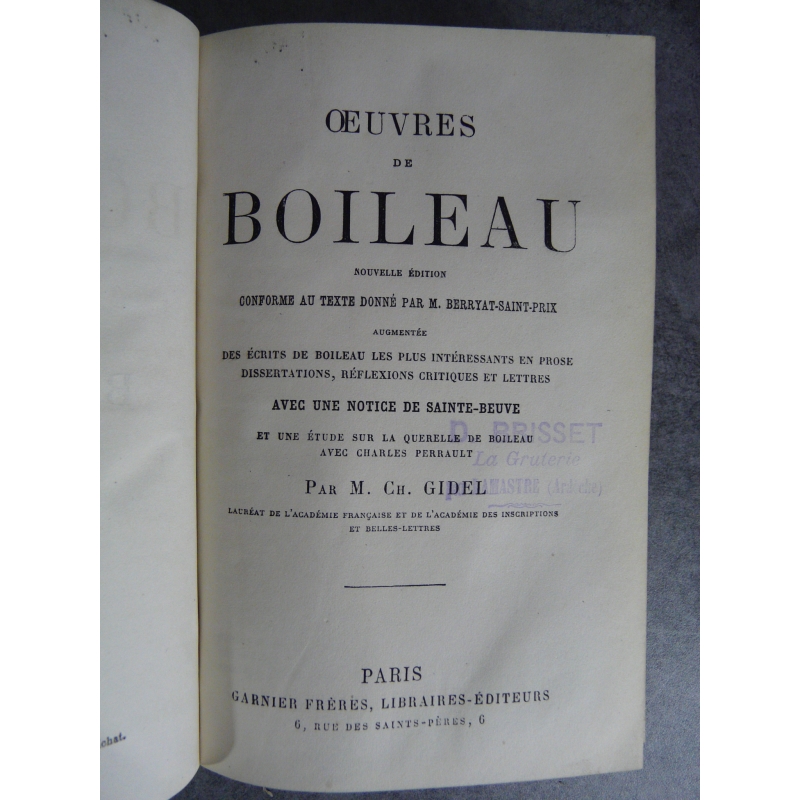 ŒUVRES
DE
BOILEAU
NOUVELLE ÉDITION
CONFORME AU TEXTE DONNÉ PAR M. BERRYAT-SAINT-PRIX
AUGMENTÉE
DES ÉCRITS DE BOILEAU LES PLUS INTÉRESSANTS EN PROSE
DISSERTATIONS, RÉFLEXIONS CRITIQUES ET LETTRES
AVEC UNE NOTICE DE SAINTE-BEUVE
ET UNE ÉTUDE SUR LA QUERELLE DE BOILEAU
AVEC CHARLES PERRAULT
PAR M. CH. GIDEL
LAURÉAT DE L'ACADÉMIE FRANÇAISE ET DE L'ACADÉMIE DES INSCRIPTIONS
ET BELLES-LETTRES
P. BRISSET
La Gruterie
LAMASTRE (Ardèche)
PARIS
GARNIER FRÈRES, LIBRAIRES-ÉDITEURS
6, RUE DES SAINTS-PÈRES, 6